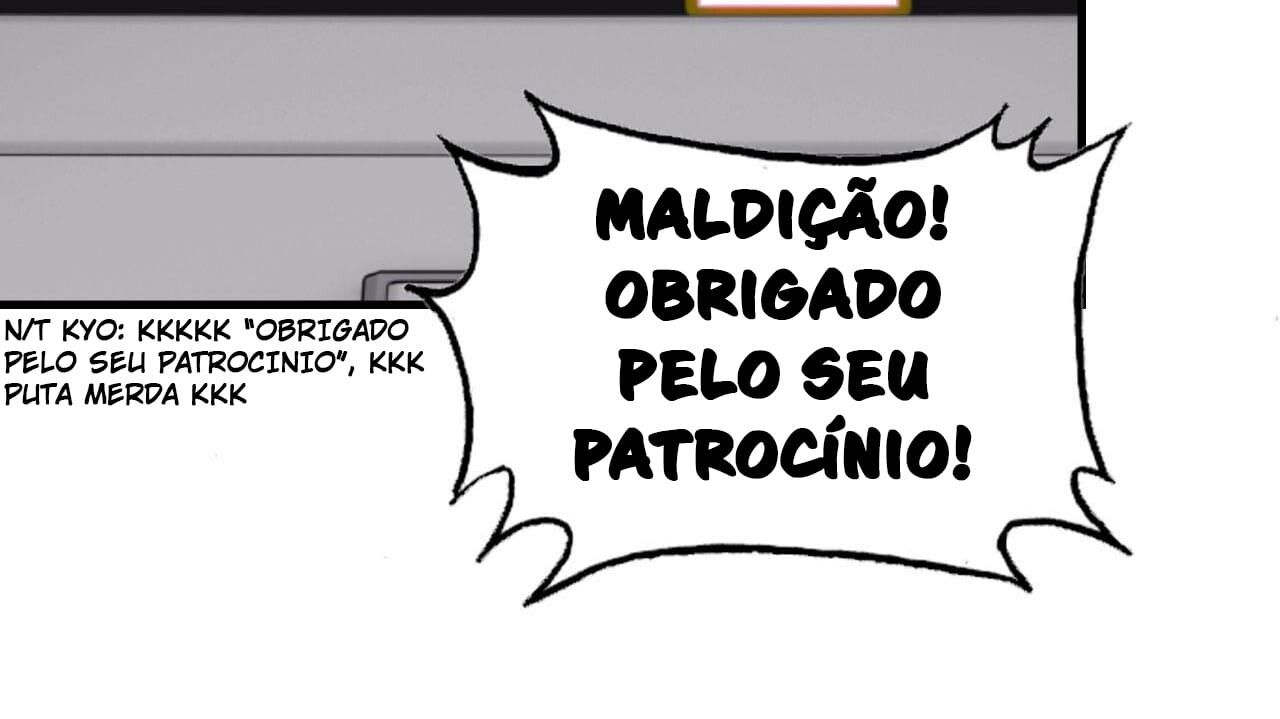 MALDIÇÃO!
OBRIGADO
PELO SEU
PATROCÍNIO!
N/T KYO: KKKKK "OBRIGADO
PELO SEU PATROCINIO", KKK
PUTA MERDA KKK